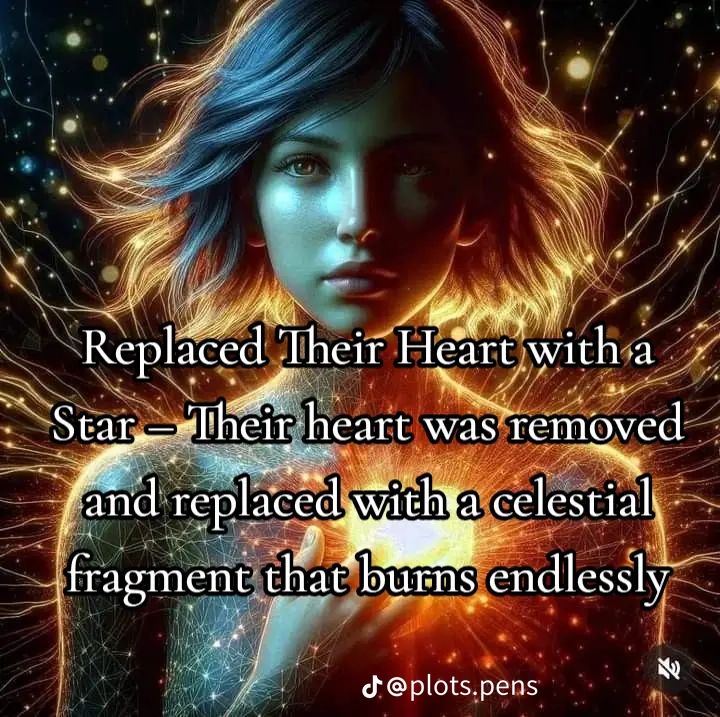 Replaced Their Heart with a
Star – Their heart was removed
and replaced with a celestial
fragment that burns endlessly
@plots.pens